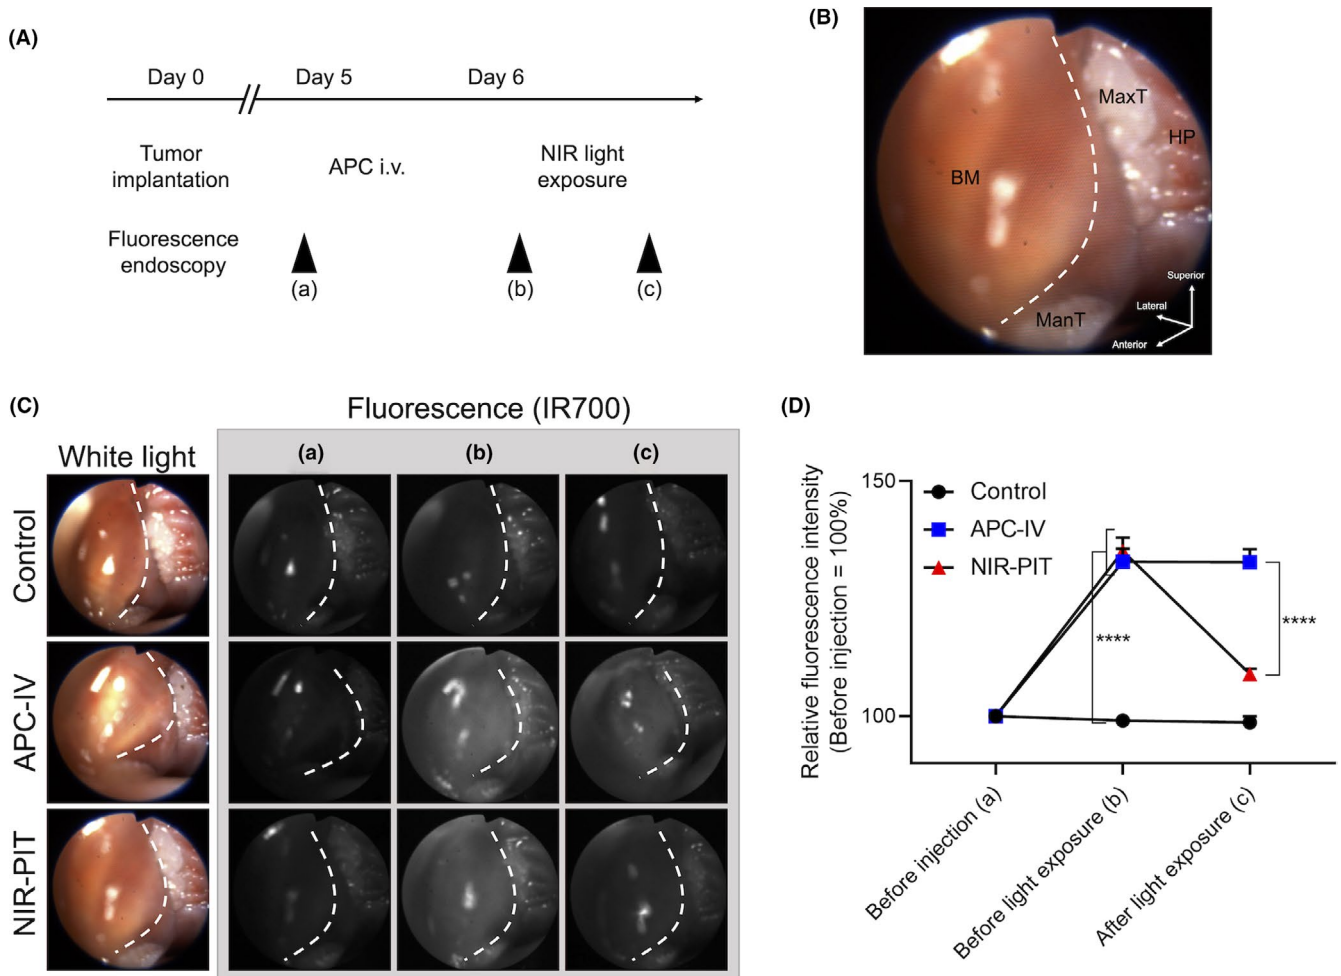 (A)
Day 0
Day 5
Day 6
Tumor
implantation
APC i.v.
NIR light
exposure
Fluorescence
endoscopy
(a)
(b)
(c)
(B)
MaxT
HP
BM
ManT
Superior
Lateral
Anterior
(C)
Fluorescence (IR700)
White light
(a)
(b)
(c)
Control
APC-IV
NIR-PIT
(D)
Relative fluorescence intensity
(Before injection = 100%)
150
100
Control
APC-IV
NIR-PIT
****
****
Before injection (a)
Before light exposure (b)
After light exposure (c)